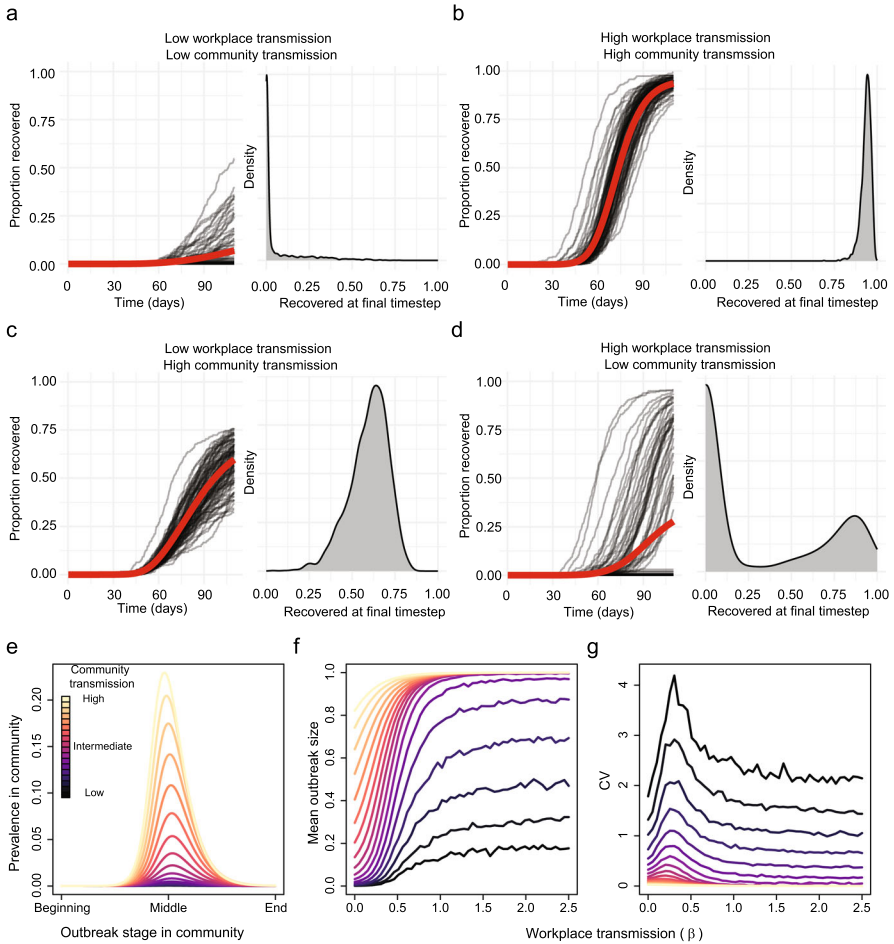 a
Low workplace transmission
Low community transmission
Proportion recovered
1.00
0.75
0.50
0.25
0.00
0
30
60
90
Time (days)
Density
0.00 0.25 0.50 0.75 1.00
Recovered at final timestep
b
High workplace transmission
High community transmssion
Proportion recovered
1.00
0.75
0.50
0.25
0.00
0
30
60
90
Time (days)
Density
0.00 0.25 0.50 0.75 1.00
Recovered at final timestep
c
Low workplace transmission
High community transmission
Proportion recovered
1.00
0.75
0.50
0.25
0.00
0
30
60
90
Time (days)
Density
0.00 0.25 0.50 0.75 1.00
Recovered at final timestep
d
High workplace transmission
Low community transmission
Proportion recovered
1.00
0.75
0.50
0.25
0.00
0
30
60
90
Time (days)
Density
0.00 0.25 0.50 0.75 1.00
Recovered at final timestep
e
Community
transmission
High
Intermediate
Low
Prevalence in community
0.20
0.15
0.10
0.05
0.00
Beginning Middle End
Outbreak stage in community
f
Mean outbreak size
1.0
0.8
0.6
0.4
0.2
0.0
0.0 0.5 1.0 1.5 2.0 2.5
g
CV
4
3
2
1
0
0.0 0.5 1.0 1.5 2.0 2.5
Workplace transmission ( β )